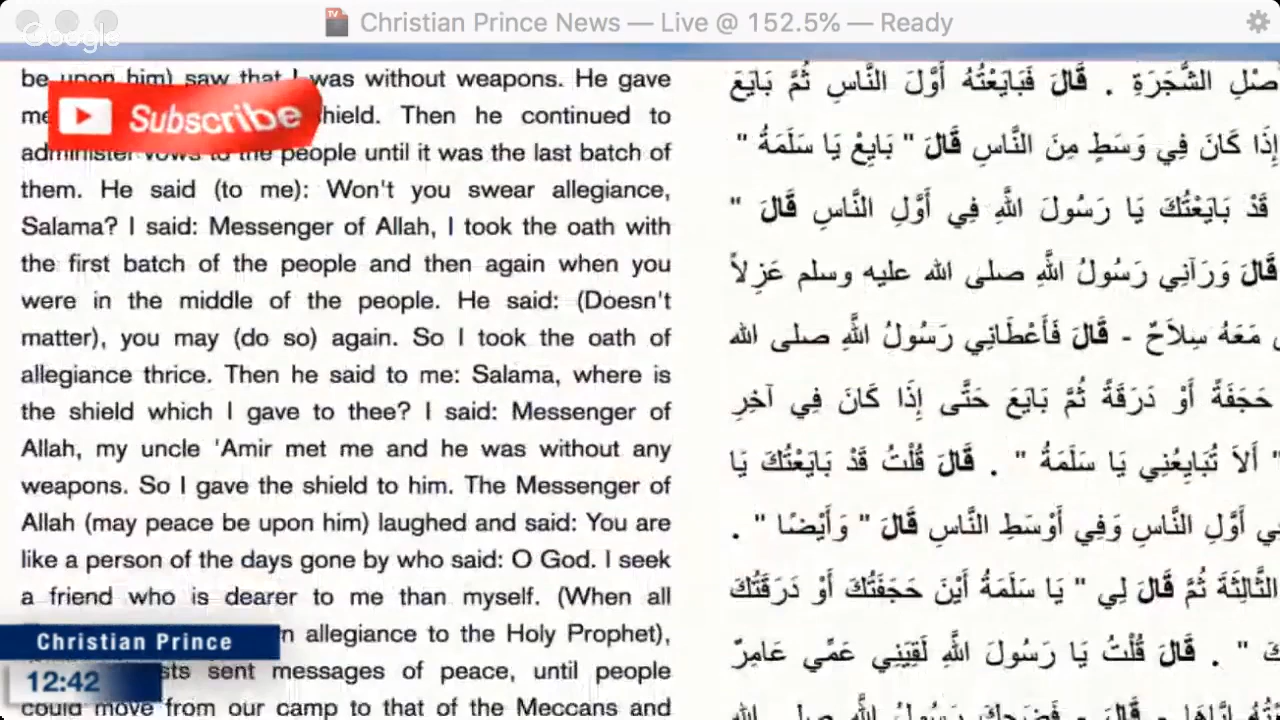 Christian Prince News — Live @ 152.5% — Ready
Google
be upon him) saw that I was without weapons. He gave
me shield. Then he continued to
Subscribe
administer vows to the people until it was the last batch of
them. He said (to me): Won't you swear allegiance,
Salama? I said: Messenger of Allah, I took the oath with
the first batch of the people and then again when you
were in the middle of the people. He said: (Doesn't
matter), you may (do so) again. So I took the oath of
allegiance thrice. Then he said to me: Salama, where is
the shield which I gave to thee? I said: Messenger of
Allah, my uncle 'Amir met me and he was without any
weapons. So I gave the shield to him. The Messenger of
Allah (may peace be upon him) laughed and said: You are
like a person of the days gone by who said: O God. I seek
a friend who is dearer to me than myself. (When all
allegiance to the Holy Prophet),
sent messages of peace, until people
could move from our camp to that of the Meccans and
Christian Prince
12:42
الشَّجَرَةِ . قَالَ فَبَايَعْتُهُ أَوَّلَ النَّاسِ ثُمَّ بَايَعَ
إِذَا كَانَ فِي وَسَطٍ مِنَ النَّاسِ قَالَ " بَايِعْ يَا سَلَمَةُ "
قَدْ بَايَعْتُكَ يَا رَسُولَ اللَّهِ فِي أَوَّلِ النَّاسِ قَالَ "
قَالَ وَرَآنِي رَسُولُ اللَّهِ صلى الله عليه وسلم عَزِلاً
مَعَهُ سِلاَحٌ - قَالَ فَأَعْطَانِي رَسُولُ اللَّهِ صلى الله
حَجَفَةً أَوْ دَرَقَةً ثُمَّ بَايَعَ حَتَّى إِذَا كَانَ فِي آخِرِ
" أَلاَ تُبَايِعُنِي يَا سَلَمَةُ " . قَالَ قُلْتُ قَدْ بَايَعْتُكَ يَا
أَوَّلِ النَّاسِ وَفِي أَوْسَطِ النَّاسِ قَالَ " وَأَيْضًا " .
الثَّالِثَةَ ثُمَّ قَالَ لِي " يَا سَلَمَةُ أَيْنَ حَجَفَتُكَ أَوْ دَرَقَتُكَ
" . قَالَ قُلْتُ يَا رَسُولَ اللَّهِ لَقِيَنِي عَمِّي عَامِرٌ
قَالَ - فَضَحِكَ رَسُولُ اللَّهِ صلى الله